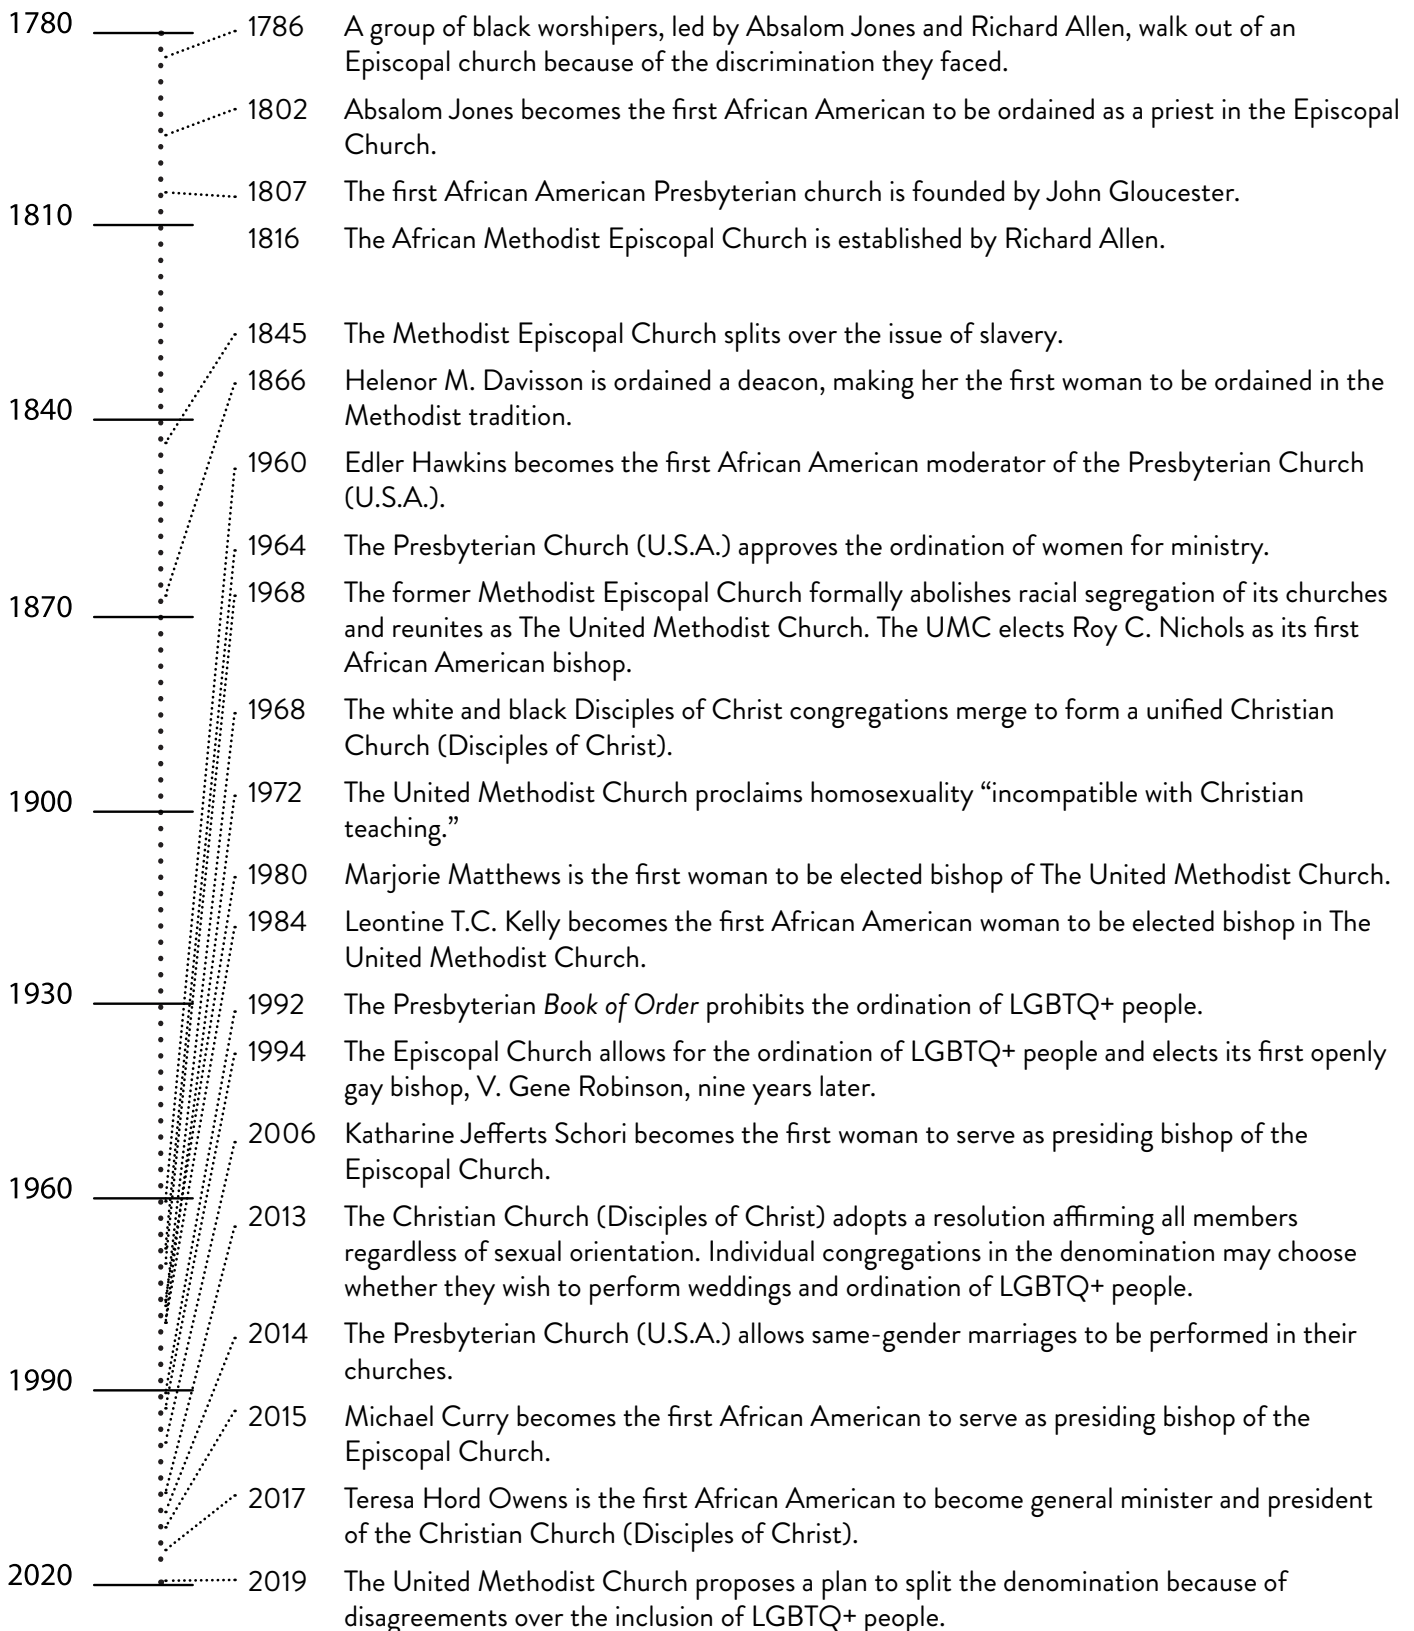 1780
1786 A group of black worshipers, led by Absalom Jones and Richard Allen, walk out of an
Episcopal church because of the discrimination they faced.
1802 Absalom Jones becomes the first African American to be ordained as a priest in the Episcopal
Church.
1807 The first African American Presbyterian church is founded by John Gloucester.
1810
1816 The African Methodist Episcopal Church is established by Richard Allen.
1845 The Methodist Episcopal Church splits over the issue of slavery.
1866 Helenor M. Davisson is ordained a deacon, making her the first woman to be ordained in the
1840
Methodist tradition.
1960 Edler Hawkins becomes the first African American moderator of the Presbyterian Church
(U.S.A.).
1964 The Presbyterian Church (U.S.A.) approves the ordination of women for ministry.
1968 The former Methodist Episcopal Church formally abolishes racial segregation of its churches
1870
and reunites as The United Methodist Church. The UMC elects Roy C. Nichols as its first
African American bishop.
1968 The white and black Disciples of Christ congregations merge to form a unified Christian
Church (Disciples of Christ).
1972 The United Methodist Church proclaims homosexuality “incompatible with Christian
1900
teaching.”
1980 Marjorie Matthews is the first woman to be elected bishop of The United Methodist Church.
1984 Leontine T.C. Kelly becomes the first African American woman to be elected bishop in The
United Methodist Church.
1930
1992 The Presbyterian Book of Order prohibits the ordination of LGBTQ+ people.
1994 The Episcopal Church allows for the ordination of LGBTQ+ people and elects its first openly
gay bishop, V. Gene Robinson, nine years later.
2006 Katharine Jefferts Schori becomes the first woman to serve as presiding bishop of the
Episcopal Church.
1960
2013 The Christian Church (Disciples of Christ) adopts a resolution affirming all members
regardless of sexual orientation. Individual congregations in the denomination may choose
whether they wish to perform weddings and ordination of LGBTQ+ people.
2014 The Presbyterian Church (U.S.A.) allows same-gender marriages to be performed in their
churches.
1990
2015 Michael Curry becomes the first African American to serve as presiding bishop of the
Episcopal Church.
2017 Teresa Hord Owens is the first African American to become general minister and president
of the Christian Church (Disciples of Christ).
2020
2019 The United Methodist Church proposes a plan to split the denomination because of
disagreements over the inclusion of LGBTQ+ people.